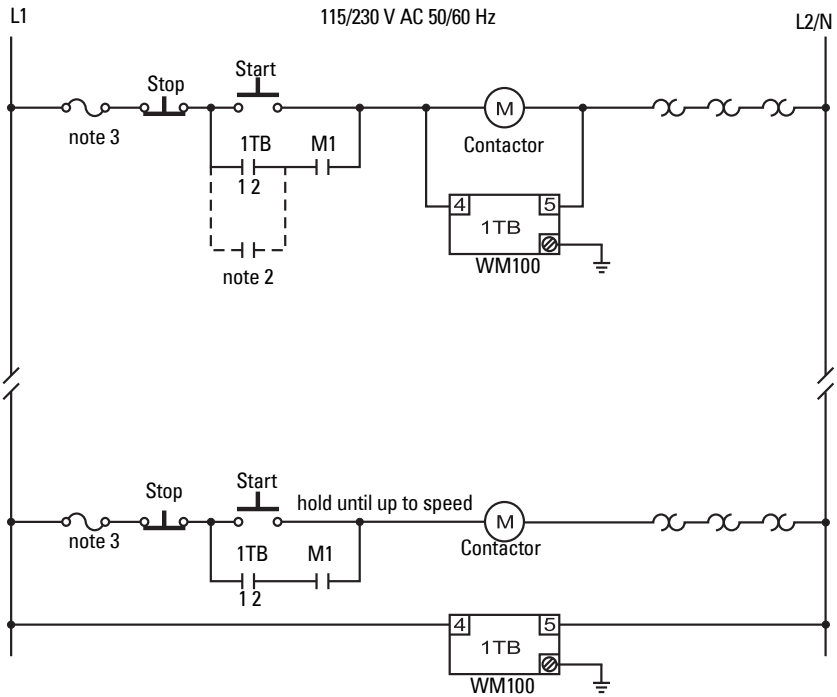 L1 115/230 V AC 50/60 Hz L2/N
Stop Start
note 3
M
Contactor
1TB M1
1 2
4 5
1TB
WM100
note 2
Stop Start hold until up to speed
note 3
M
Contactor
1TB M1
1 2
4 5
1TB
WM100